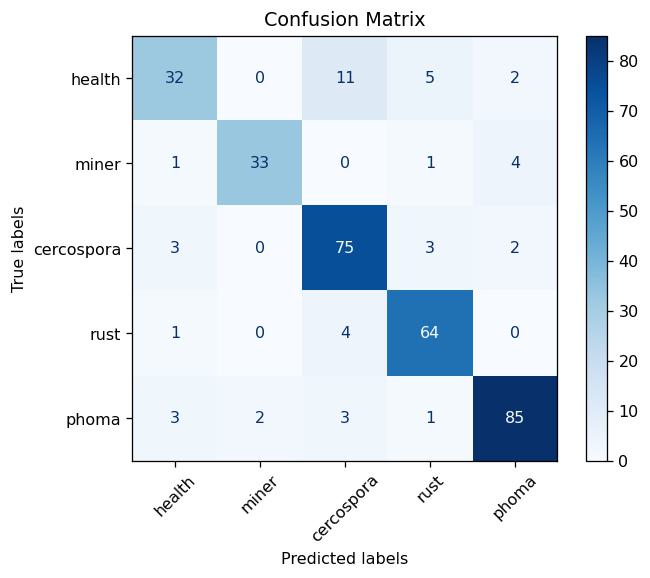 Confusion Matrix
True labels
health 32 0 11 5 2
miner 1 33 0 1 4
cercospora 3 0 75 3 2
rust 1 0 4 64 0
phoma 3 2 3 1 85
health miner cercospora rust phoma
Predicted labels
80
70
60
50
40
30
20
10
0